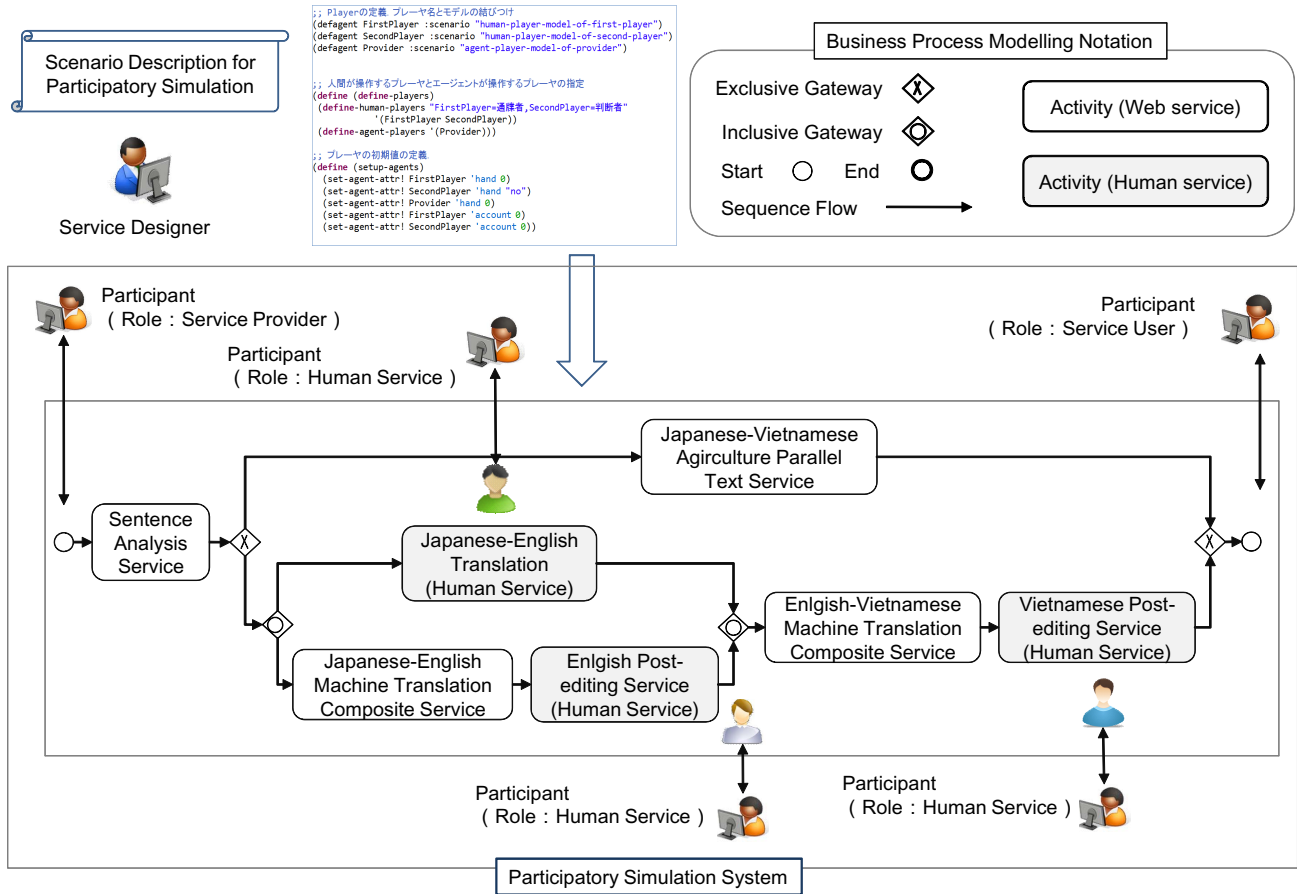 Scenario Description for
Participatory Simulation
Service Designer
;; Playerの定義. プレーヤ名とモデルの結びつけ
(defagent FirstPlayer :scenario "human-player-model-of-first-player")
(defagent SecondPlayer :scenario "human-player-model-of-second-player")
(defagent Provider :scenario "agent-player-model-of-provider")
;; 人間が操作するプレーヤとエージェントが操作するプレーヤの指定
(define (define-players)
(define-human-players "FirstPlayer=通牒者,SecondPlayer=判断者"
'(FirstPlayer SecondPlayer))
(define-agent-players '(Provider)))
;; プレーヤの初期値の定義.
(define (setup-agents)
(set-agent-attr! FirstPlayer 'hand 0)
(set-agent-attr! SecondPlayer 'hand "no")
(set-agent-attr! Provider 'hand 0)
(set-agent-attr! FirstPlayer 'account 0)
(set-agent-attr! SecondPlayer 'account 0))
Business Process Modelling Notation
Exclusive Gateway
X
Inclusive Gateway
Start
End
Sequence Flow
Activity (Web service)
Activity (Human service)
Participant
( Role : Service Provider )
Participant
( Role : Human Service )
Participant
( Role : Service User )
Sentence
Analysis
Service
X
Japanese-Vietnamese
Agirculture Parallel
Text Service
Japanese-English
Translation
(Human Service)
Japanese-English
Machine Translation
Composite Service
Enlgish Post-
editing Service
(Human Service)
Enlgish-Vietnamese
Machine Translation
Composite Service
Vietnamese Post-
editing Service
(Human Service)
X
Participant
( Role : Human Service )
Participant
( Role : Human Service )
Participatory Simulation System